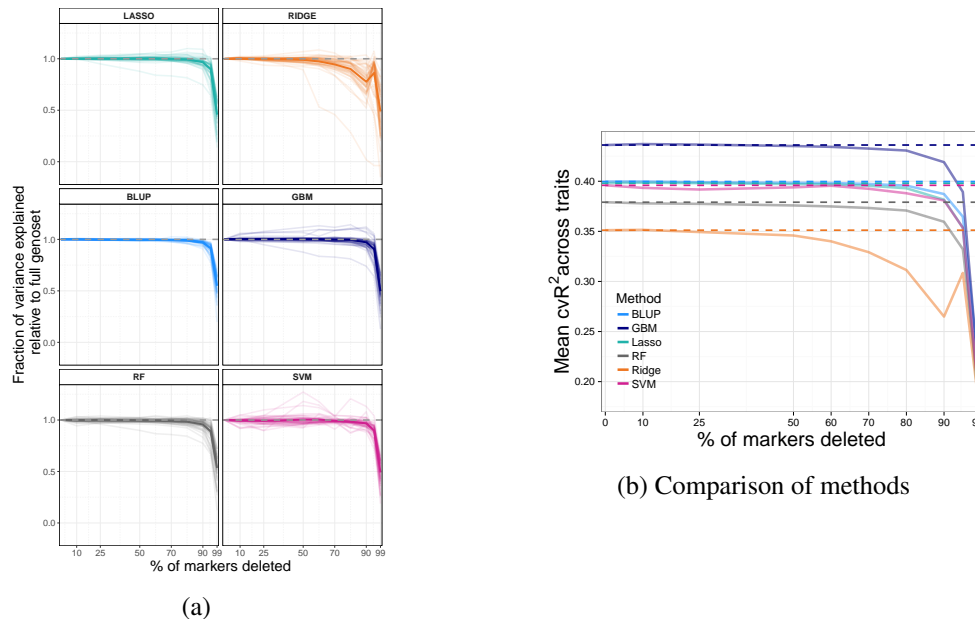 LASSO RIDGE
1.0
0.5
0.0
BLUP GBM
1.0
0.5
0.0
RF SVM
1.0
0.5
0.0
Fraction of variance explained
relative to full genoset
10 25 50 70 90 99 10 25 50 70 90 99
% of markers deleted
(a)
Mean cvR² across traits
0.40
0.35
0.30
0.25
0.20
Method
BLUP
GBM
Lasso
RF
Ridge
SVM
0 10 25 50 60 70 80 90 9
% of markers deleted
(b) Comparison of methods